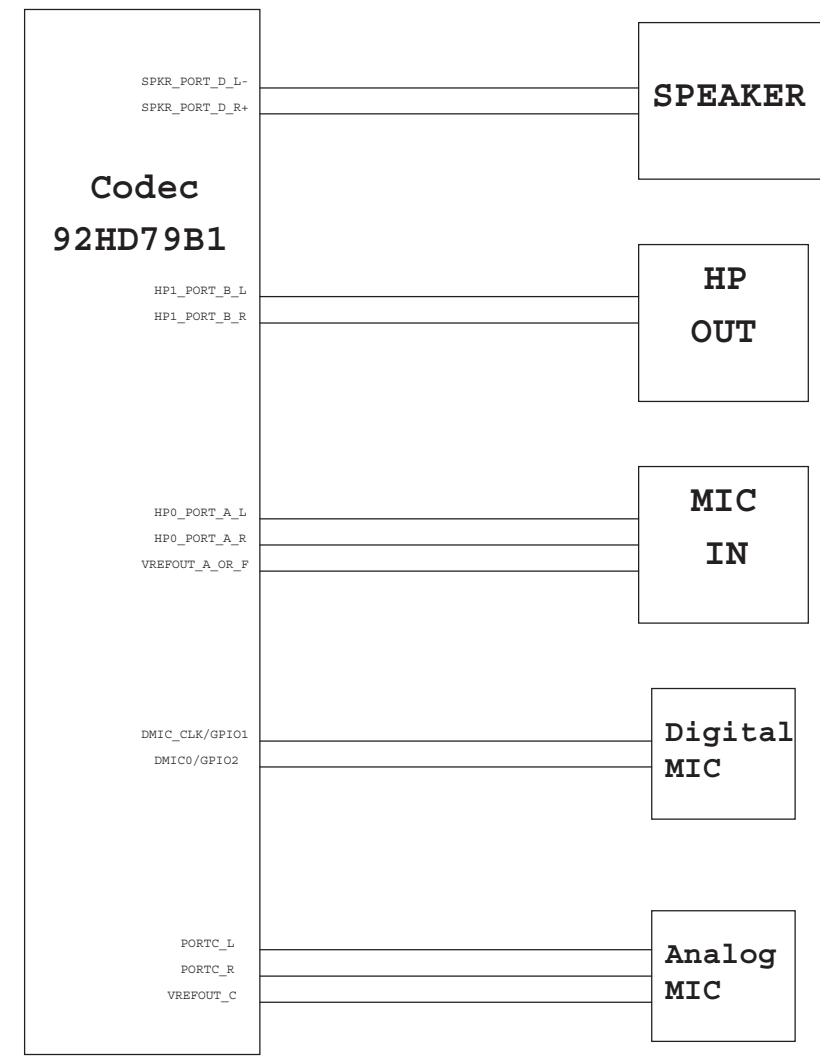 SPKR_PORT_D_L-
SPKR_PORT_D_R+
SPEAKER
Codec
92HD79B1
HP1_PORT_B_L
HP1_PORT_B_R
HP
OUT
HP0_PORT_A_L
HP0_PORT_A_R
VREFOUT_A_OR_F
MIC
IN
DMIC_CLK/GPIO1
DMIC0/GPIO2
Digital
MIC
PORTC_L
PORTC_R
VREFOUT_C
Analog
MIC